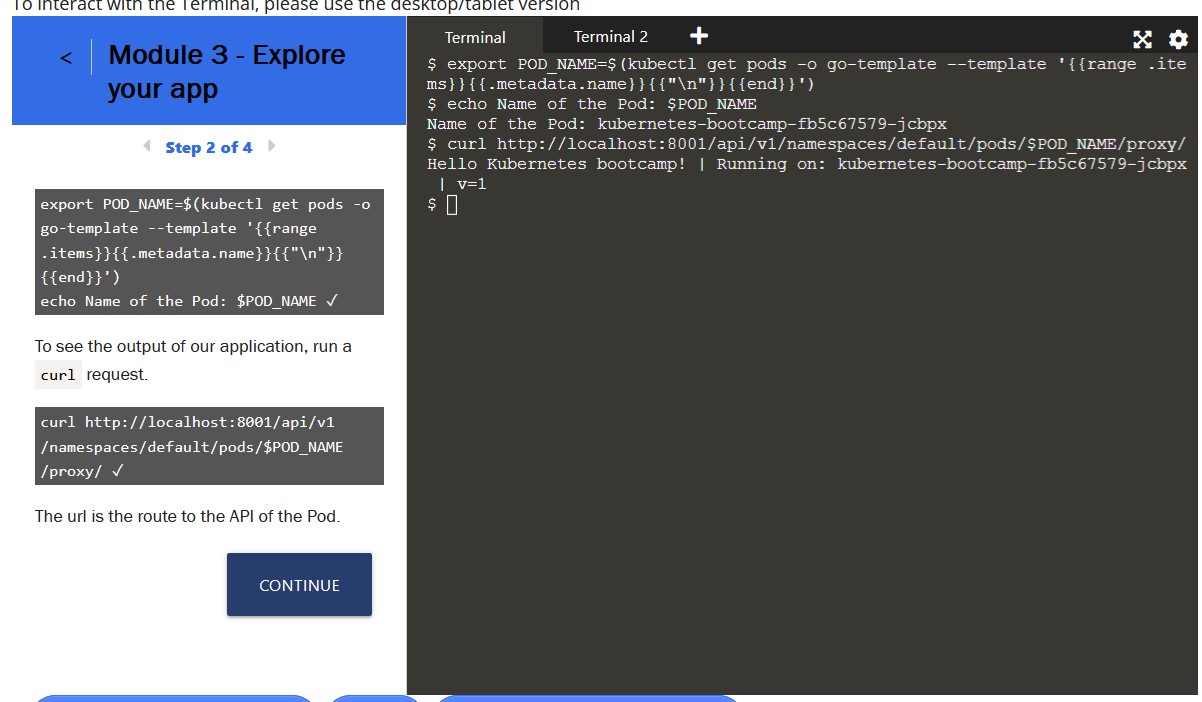 To interact with the Terminal, please use the desktop/tablet version
< Module 3 - Explore
your app
Step 2 of 4
export POD_NAME=$(kubectl get pods -o
go-template --template '{{range
.items}}{{.metadata.name}}{{"\n"}}
{{end}}')
echo Name of the Pod: $POD_NAME ✓
To see the output of our application, run a
curl request.
curl http://localhost:8001/api/v1
/namespaces/default/pods/$POD_NAME
/proxy/ ✓
The url is the route to the API of the Pod.
CONTINUE
Terminal Terminal 2 +
$ export POD_NAME=$(kubectl get pods -o go-template --template '{{range .ite
ms}}{{.metadata.name}}{{"\n"}}{{end}}')
$ echo Name of the Pod: $POD_NAME
Name of the Pod: kubernetes-bootcamp-fb5c67579-jcbpx
$ curl http://localhost:8001/api/v1/namespaces/default/pods/$POD_NAME/proxy/
Hello Kubernetes bootcamp! | Running on: kubernetes-bootcamp-fb5c67579-jcbpx
| v=1
$